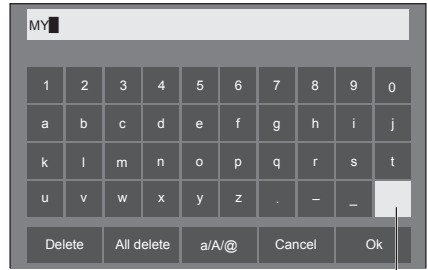 MY
1 2 3 4 5 6 7 8 9 0
a b c d e f g h i j
k l m n o p q r s t
u v w x y z . – _
Delete All delete a/A/@ Cancel Ok